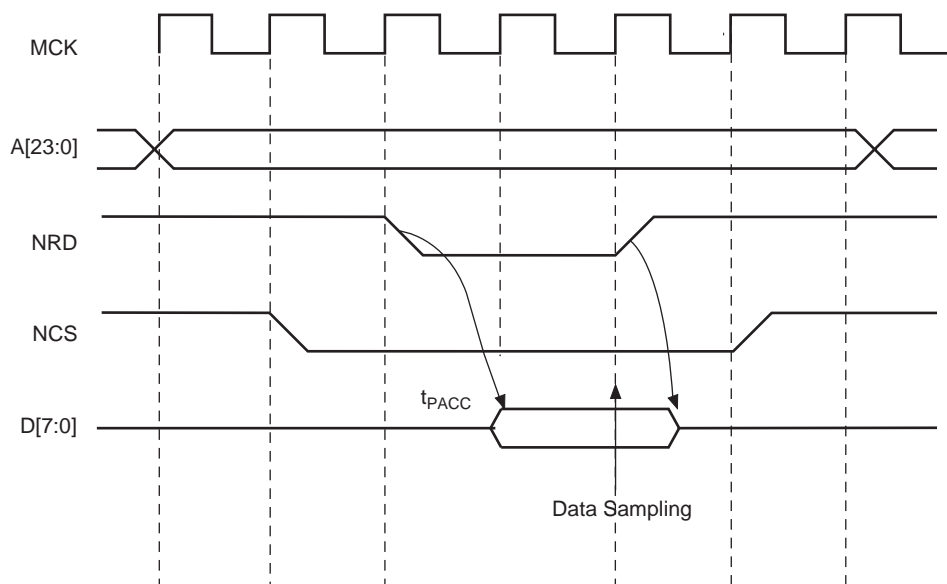 MCK
A[23:0]
NRD
NCS
tPACC
D[7:0]
Data Sampling